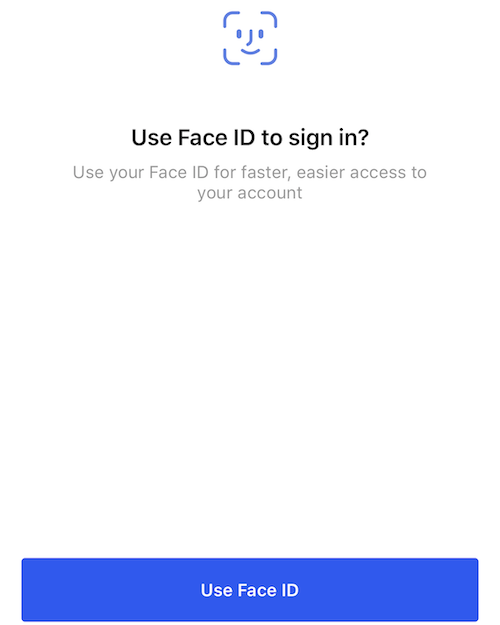 Use Face ID to sign in?
Use your Face ID for faster, easier access to
your account
Use Face ID